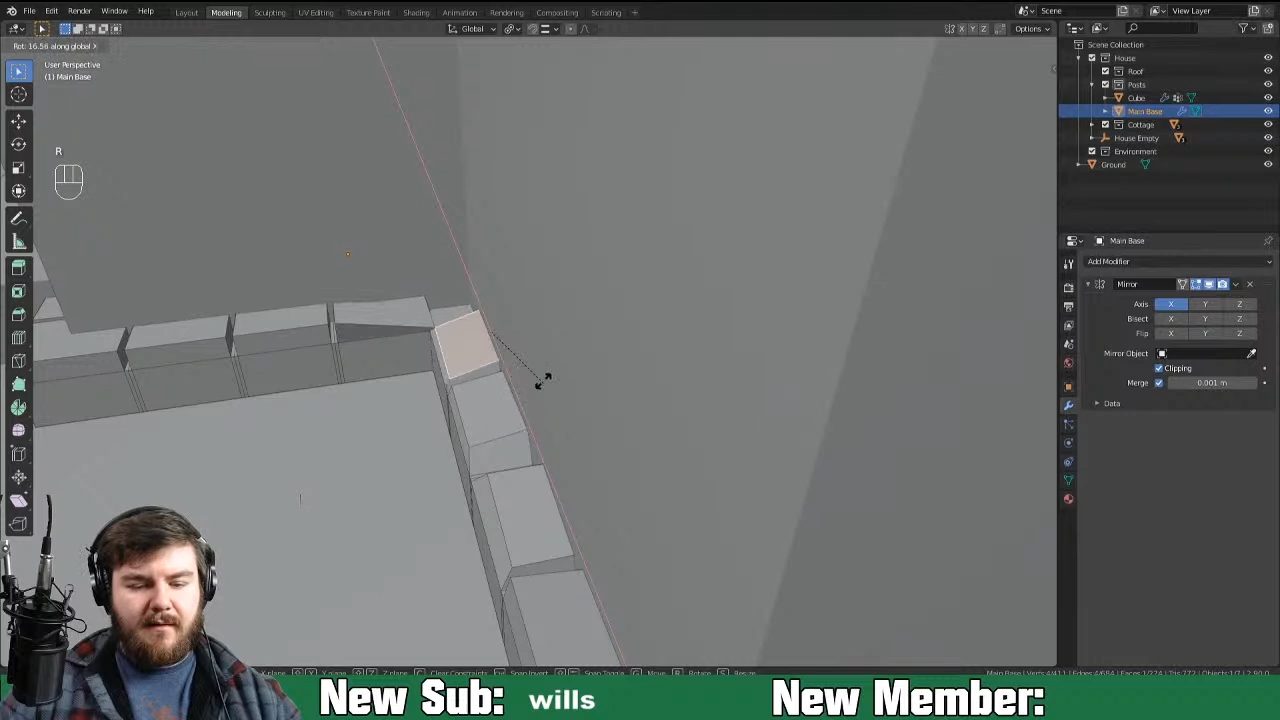 File Edit Render Window Help Layout Modeling Sculpting UV Editing Texture Paint Shading Animation Rendering Compositing Scripting + Scene View Layer
Global X Y Z Options
Rot: 16.56 along global X
User Perspective
(1) Main Base
R
Scene Collection
House
Roof
Posts
Cube
Main Base
Cottage
House Empty
Environment
Ground
Main Base
Add Modifier
Mirror
Axis X Y Z
Bisect X Y Z
Flip X Y Z
Mirror Object
Clipping
Merge 0.001 m
Data
New Sub: wills New Member: